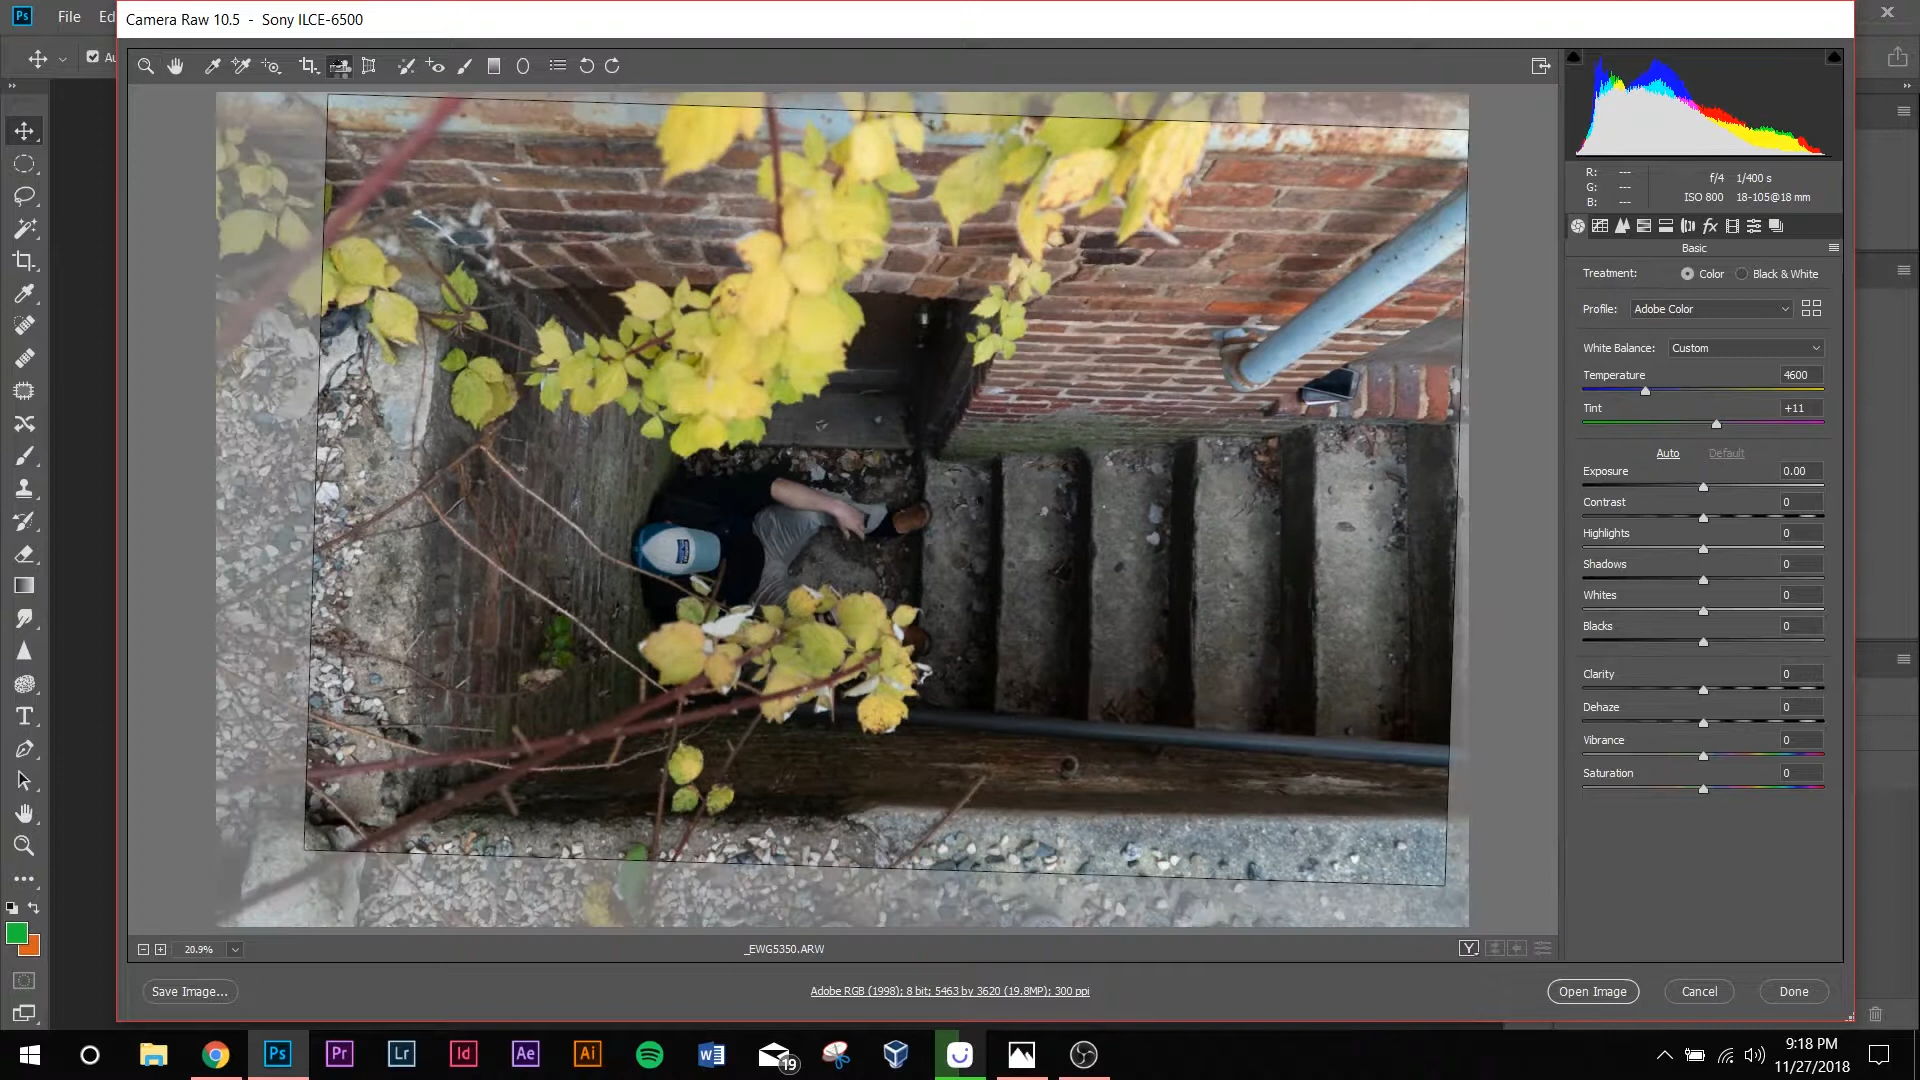 Ps File Ed
Camera Raw 10.5 - Sony ILCE-6500
Au
R: ---
G: ---
B: ---
f/4 1/400 s
ISO 800 18-105@18 mm
fx
Basic
Treatment: Color Black & White
Profile: Adobe Color
White Balance: Custom
Temperature 4600
Tint +11
Auto Default
Exposure 0.00
Contrast 0
Highlights 0
Shadows 0
Whites 0
Blacks 0
Clarity 0
Dehaze 0
Vibrance 0
Saturation 0
T
20.9%
_EWG5350.ARW
Y
Save Image...
Adobe RGB (1998); 8 bit; 5463 by 3620 (19.8MP); 300 ppi
Open Image Cancel Done
Ps Pr Lr Id Ae Ai W 19
9:18 PM
11/27/2018